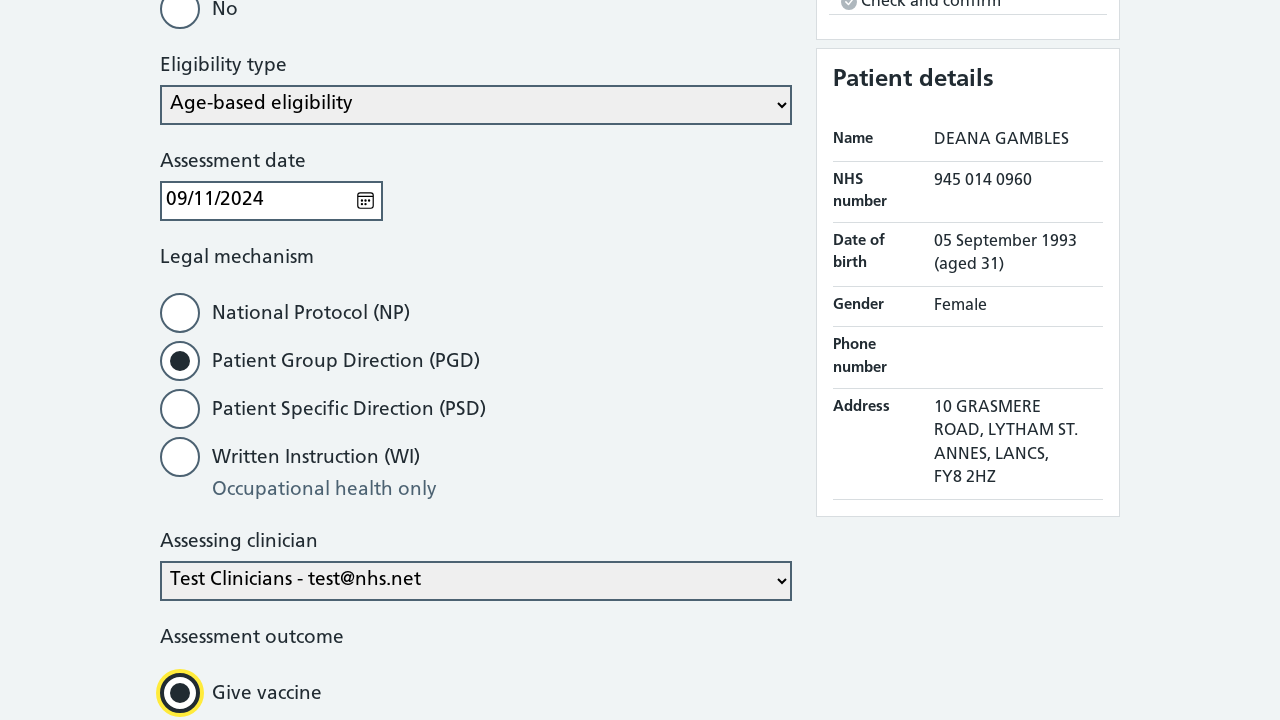 No
Eligibility type
Age-based eligibility
Assessment date
09/11/2024
Legal mechanism
National Protocol (NP)
Patient Group Direction (PGD)
Patient Specific Direction (PSD)
Written Instruction (WI)
Occupational health only
Assessing clinician
Test Clinicians - test@nhs.net
Assessment outcome
Give vaccine
Check and confirm
Patient details
Name DEANA GAMBLES
NHS number 945 014 0960
Date of birth 05 September 1993
(aged 31)
Gender Female
Phone number
Address 10 GRASMERE
ROAD, LYTHAM ST.
ANNES, LANCS,
FY8 2HZ